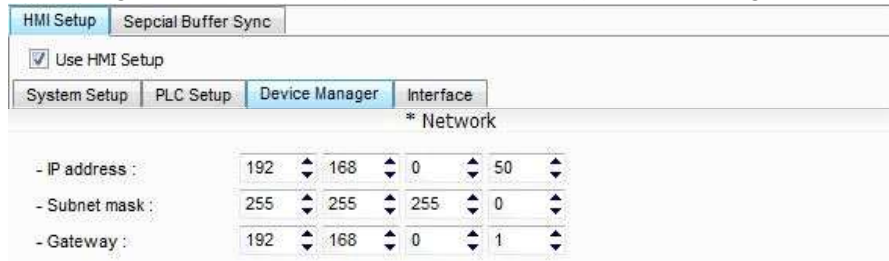 HMI Setup Sepcial Buffer Sync
Use HMI Setup
System Setup PLC Setup Device Manager Interface
* Network
- IP address : 192 168 0 50
- Subnet mask : 255 255 255 0
- Gateway : 192 168 0 1